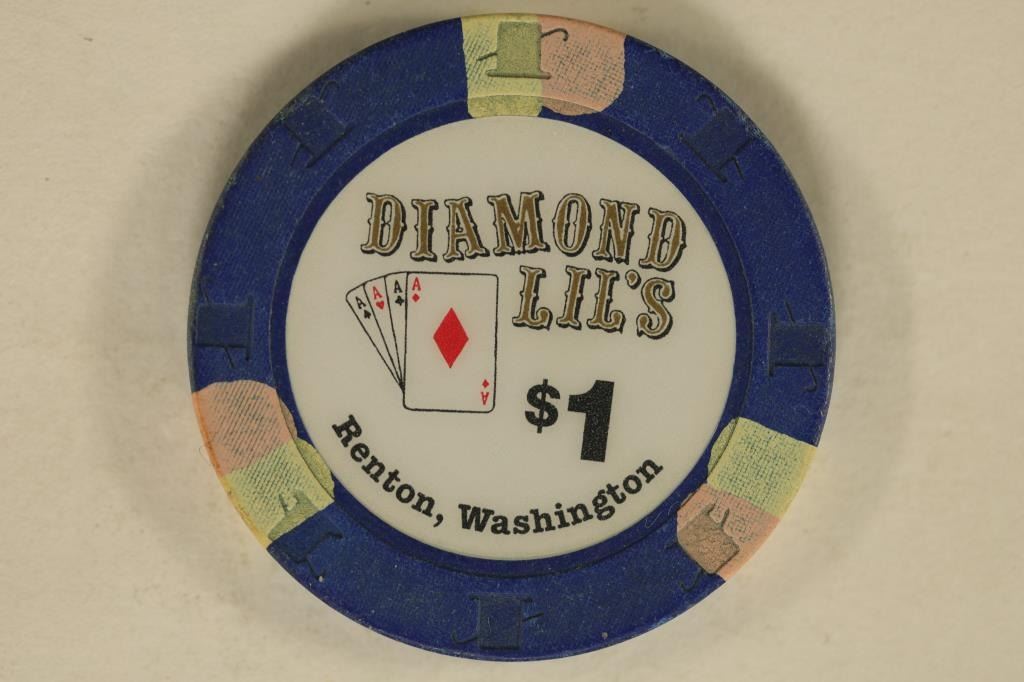 DIAMOND
LIL'S
A A A A
A
$1
Renton, Washington